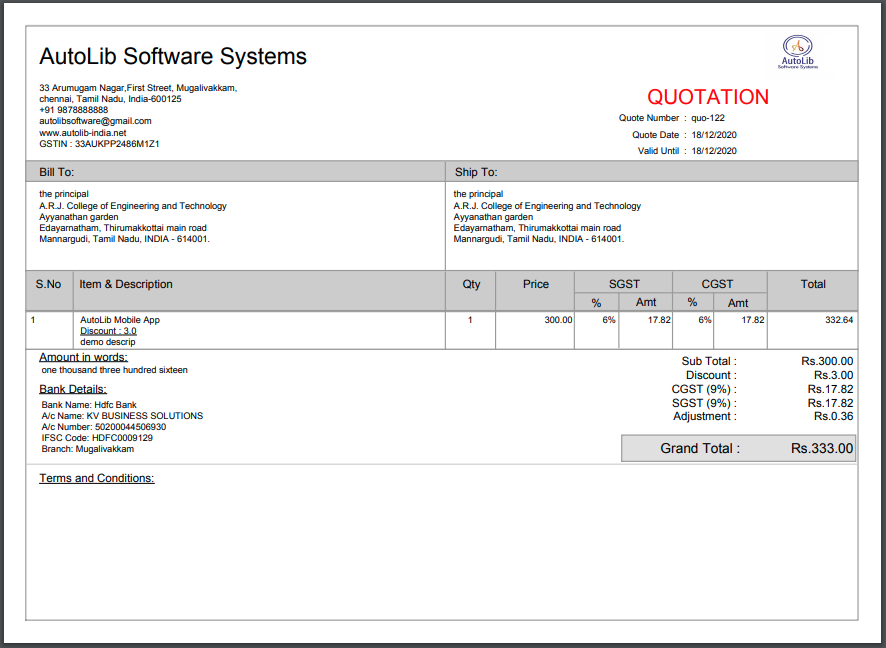 AutoLib Software Systems
AutoLib
Software Systems
33 Arumugam Nagar,First Street, Mugalivakkam,
chennai, Tamil Nadu, India-600125
+91 9878888888
autolibsoftware@gmail.com
www.autolib-india.net
GSTIN : 33AUKPP2486M1Z1
QUOTATION
Quote Number : quo-122
Quote Date : 18/12/2020
Valid Until : 18/12/2020
Bill To:
the principal
A.R.J. College of Engineering and Technology
Ayyanathan garden
Edayarnatham, Thirumakkottai main road
Mannargudi, Tamil Nadu, INDIA - 614001.
Ship To:
the principal
A.R.J. College of Engineering and Technology
Ayyanathan garden
Edayarnatham, Thirumakkottai main road
Mannargudi, Tamil Nadu, INDIA - 614001.
S.No Item & Description Qty Price SGST CGST Total
% Amt % Amt
1 AutoLib Mobile App 1 300.00 6% 17.82 6% 17.82 332.64
Discount : 3.0
demo descrip
Amount in words:
one thousand three hundred sixteen
Bank Details:
Bank Name: Hdfc Bank
A/c Name: KV BUSINESS SOLUTIONS
A/c Number: 50200044506930
IFSC Code: HDFC0009129
Branch: Mugalivakkam
Sub Total : Rs.300.00
Discount : Rs.3.00
CGST (9%) : Rs.17.82
SGST (9%) : Rs.17.82
Adjustment : Rs.0.36
Grand Total : Rs.333.00
Terms and Conditions: